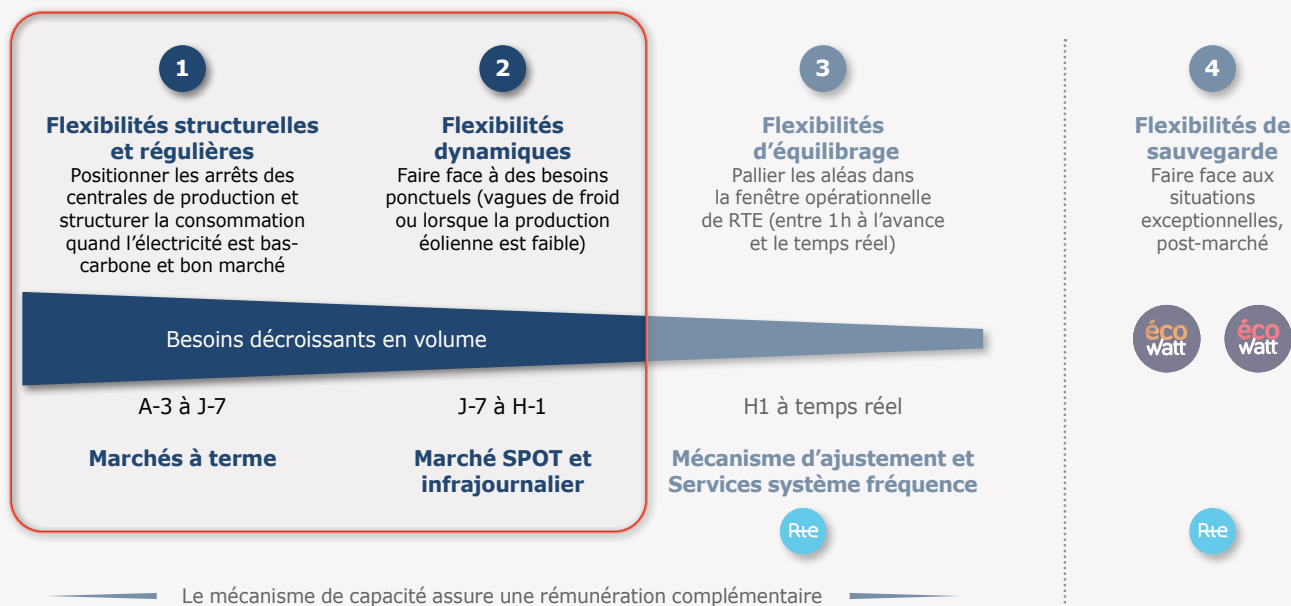 1
Flexibilités structurelles
et régulières
Positionner les arrêts des
centrales de production et
structurer la consommation
quand l'électricité est bas-
carbone et bon marché
2
Flexibilités
dynamiques
Faire face à des besoins
ponctuels (vagues de froid
ou lorsque la production
éolienne est faible)
3
Flexibilités
d'équilibrage
Pallier les aléas dans
la fenêtre opérationnelle
de RTE (entre 1h à l'avance
et le temps réel)
4
Flexibilités de
sauvegarde
Faire face aux
situations
exceptionnelles,
post-marché
Besoins décroissants en volume
éco
watt
éco
watt
A-3 à J-7
J-7 à H-1
H1 à temps réel
Marchés à terme
Marché SPOT et
infrajournalier
Mécanisme d'ajustement et
Services système fréquence
Rte
Rte
Le mécanisme de capacité assure une rémunération complémentaire